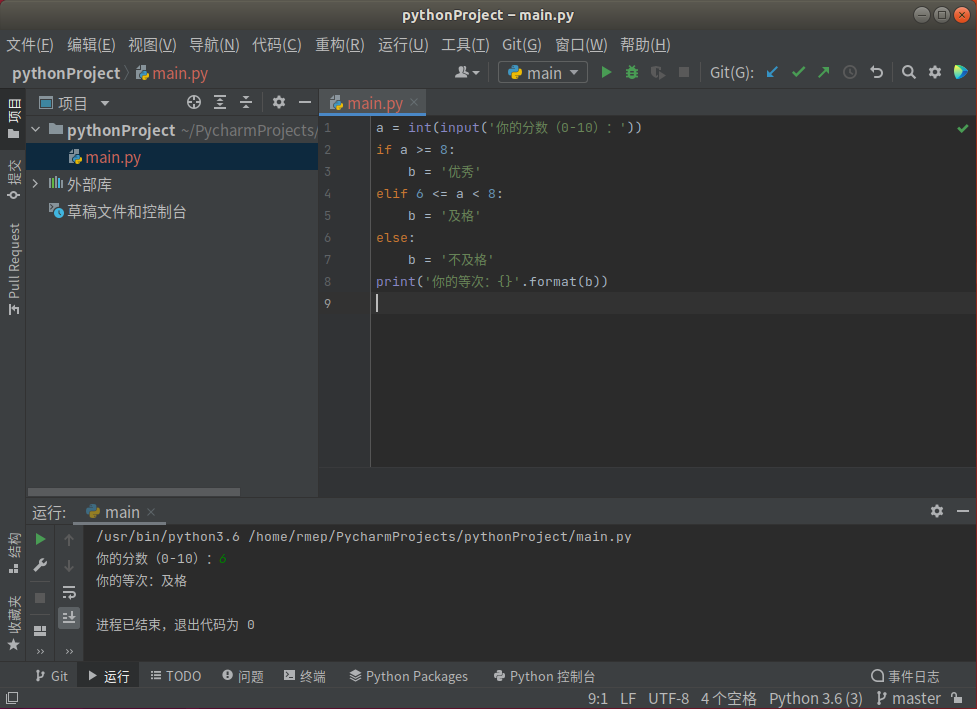 pythonProject – main.py
文件(F) 编辑(E) 视图(V) 导航(N) 代码(C) 重构(R) 运行(U) 工具(T) Git(G) 窗口(W) 帮助(H)
pythonProject main.py main Git(G):
项目
main.py
项目
提交
Pull Request
结构
收藏夹
pythonProject ~/PycharmProjects/
main.py
外部库
草稿文件和控制台
1 a = int(input('你的分数（0-10）：'))
2 if a >= 8:
3 b = '优秀'
4 elif 6 <= a < 8:
5 b = '及格'
6 else:
7 b = '不及格'
8 print('你的等次：{}'.format(b))
9
运行: main
/usr/bin/python3.6 /home/rmep/PycharmProjects/pythonProject/main.py
你的分数（0-10）：6
你的等次：及格
进程已结束，退出代码为 0
Git 运行 TODO 问题 终端 Python Packages Python 控制台 事件日志
9:1 LF UTF-8 4 个空格 Python 3.6 (3) master